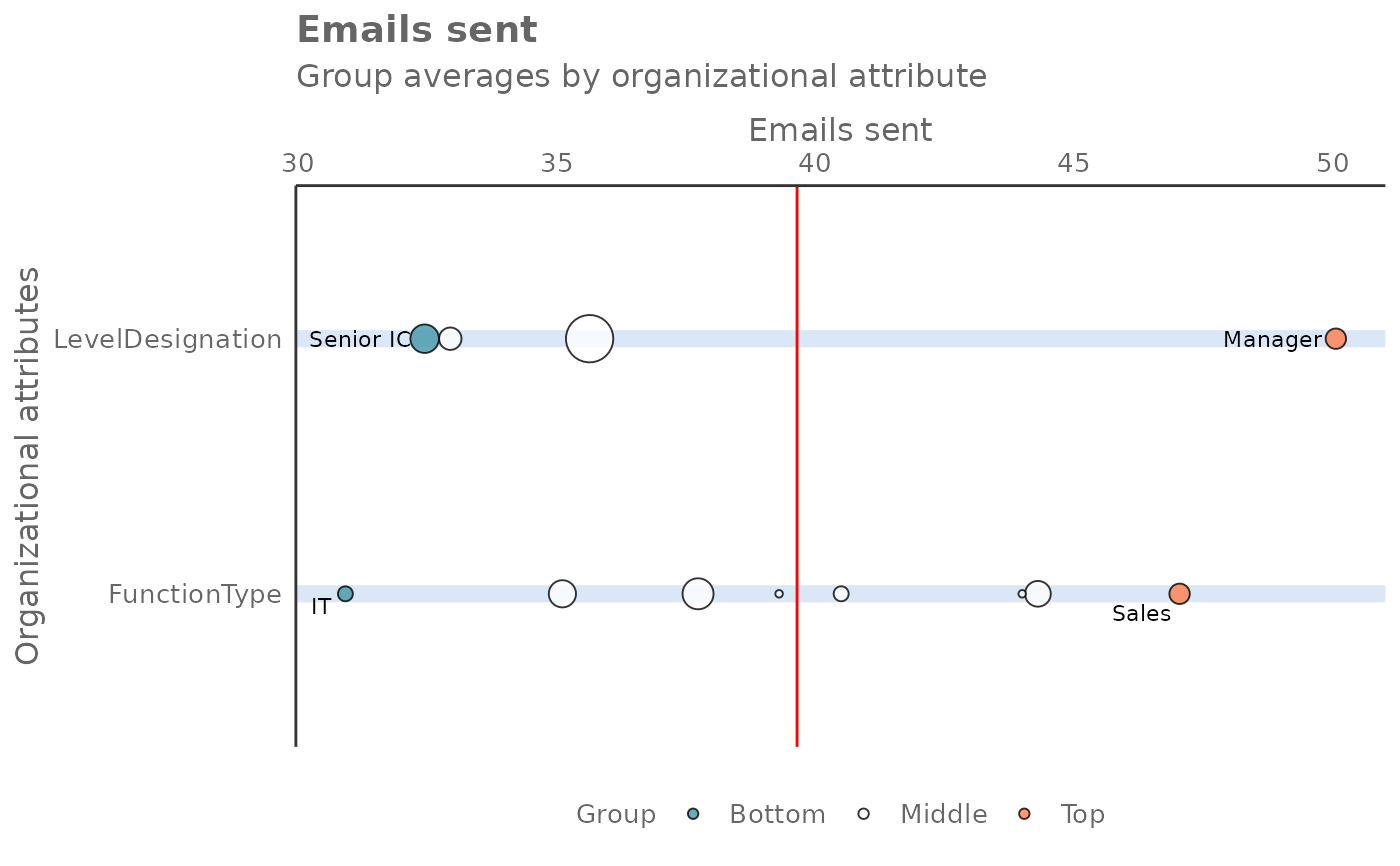 Emails sent
Group averages by organizational attribute
Emails sent
30 35 40 45 50
Organizational attributes
LevelDesignation
Senior IC
Manager
FunctionType
IT
Sales
Group Bottom Middle Top